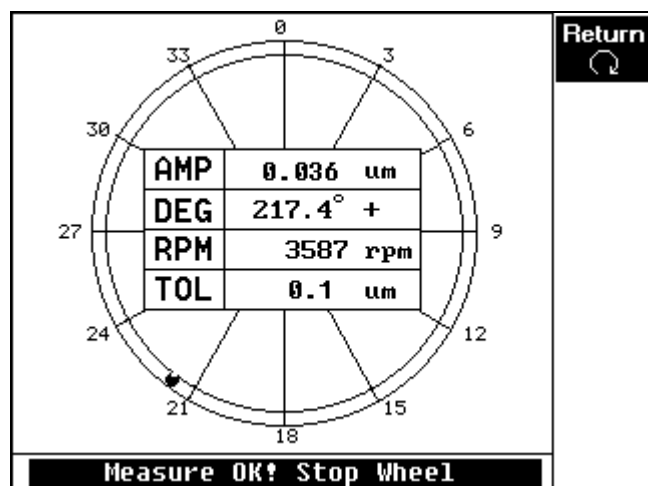 Return
0
33
3
30
6
AMP 0.036 um
DEG 217.4° +
27
9
RPM 3587 rpm
TOL 0.1 um
24
12
21
15
18
Measure OK! Stop Wheel